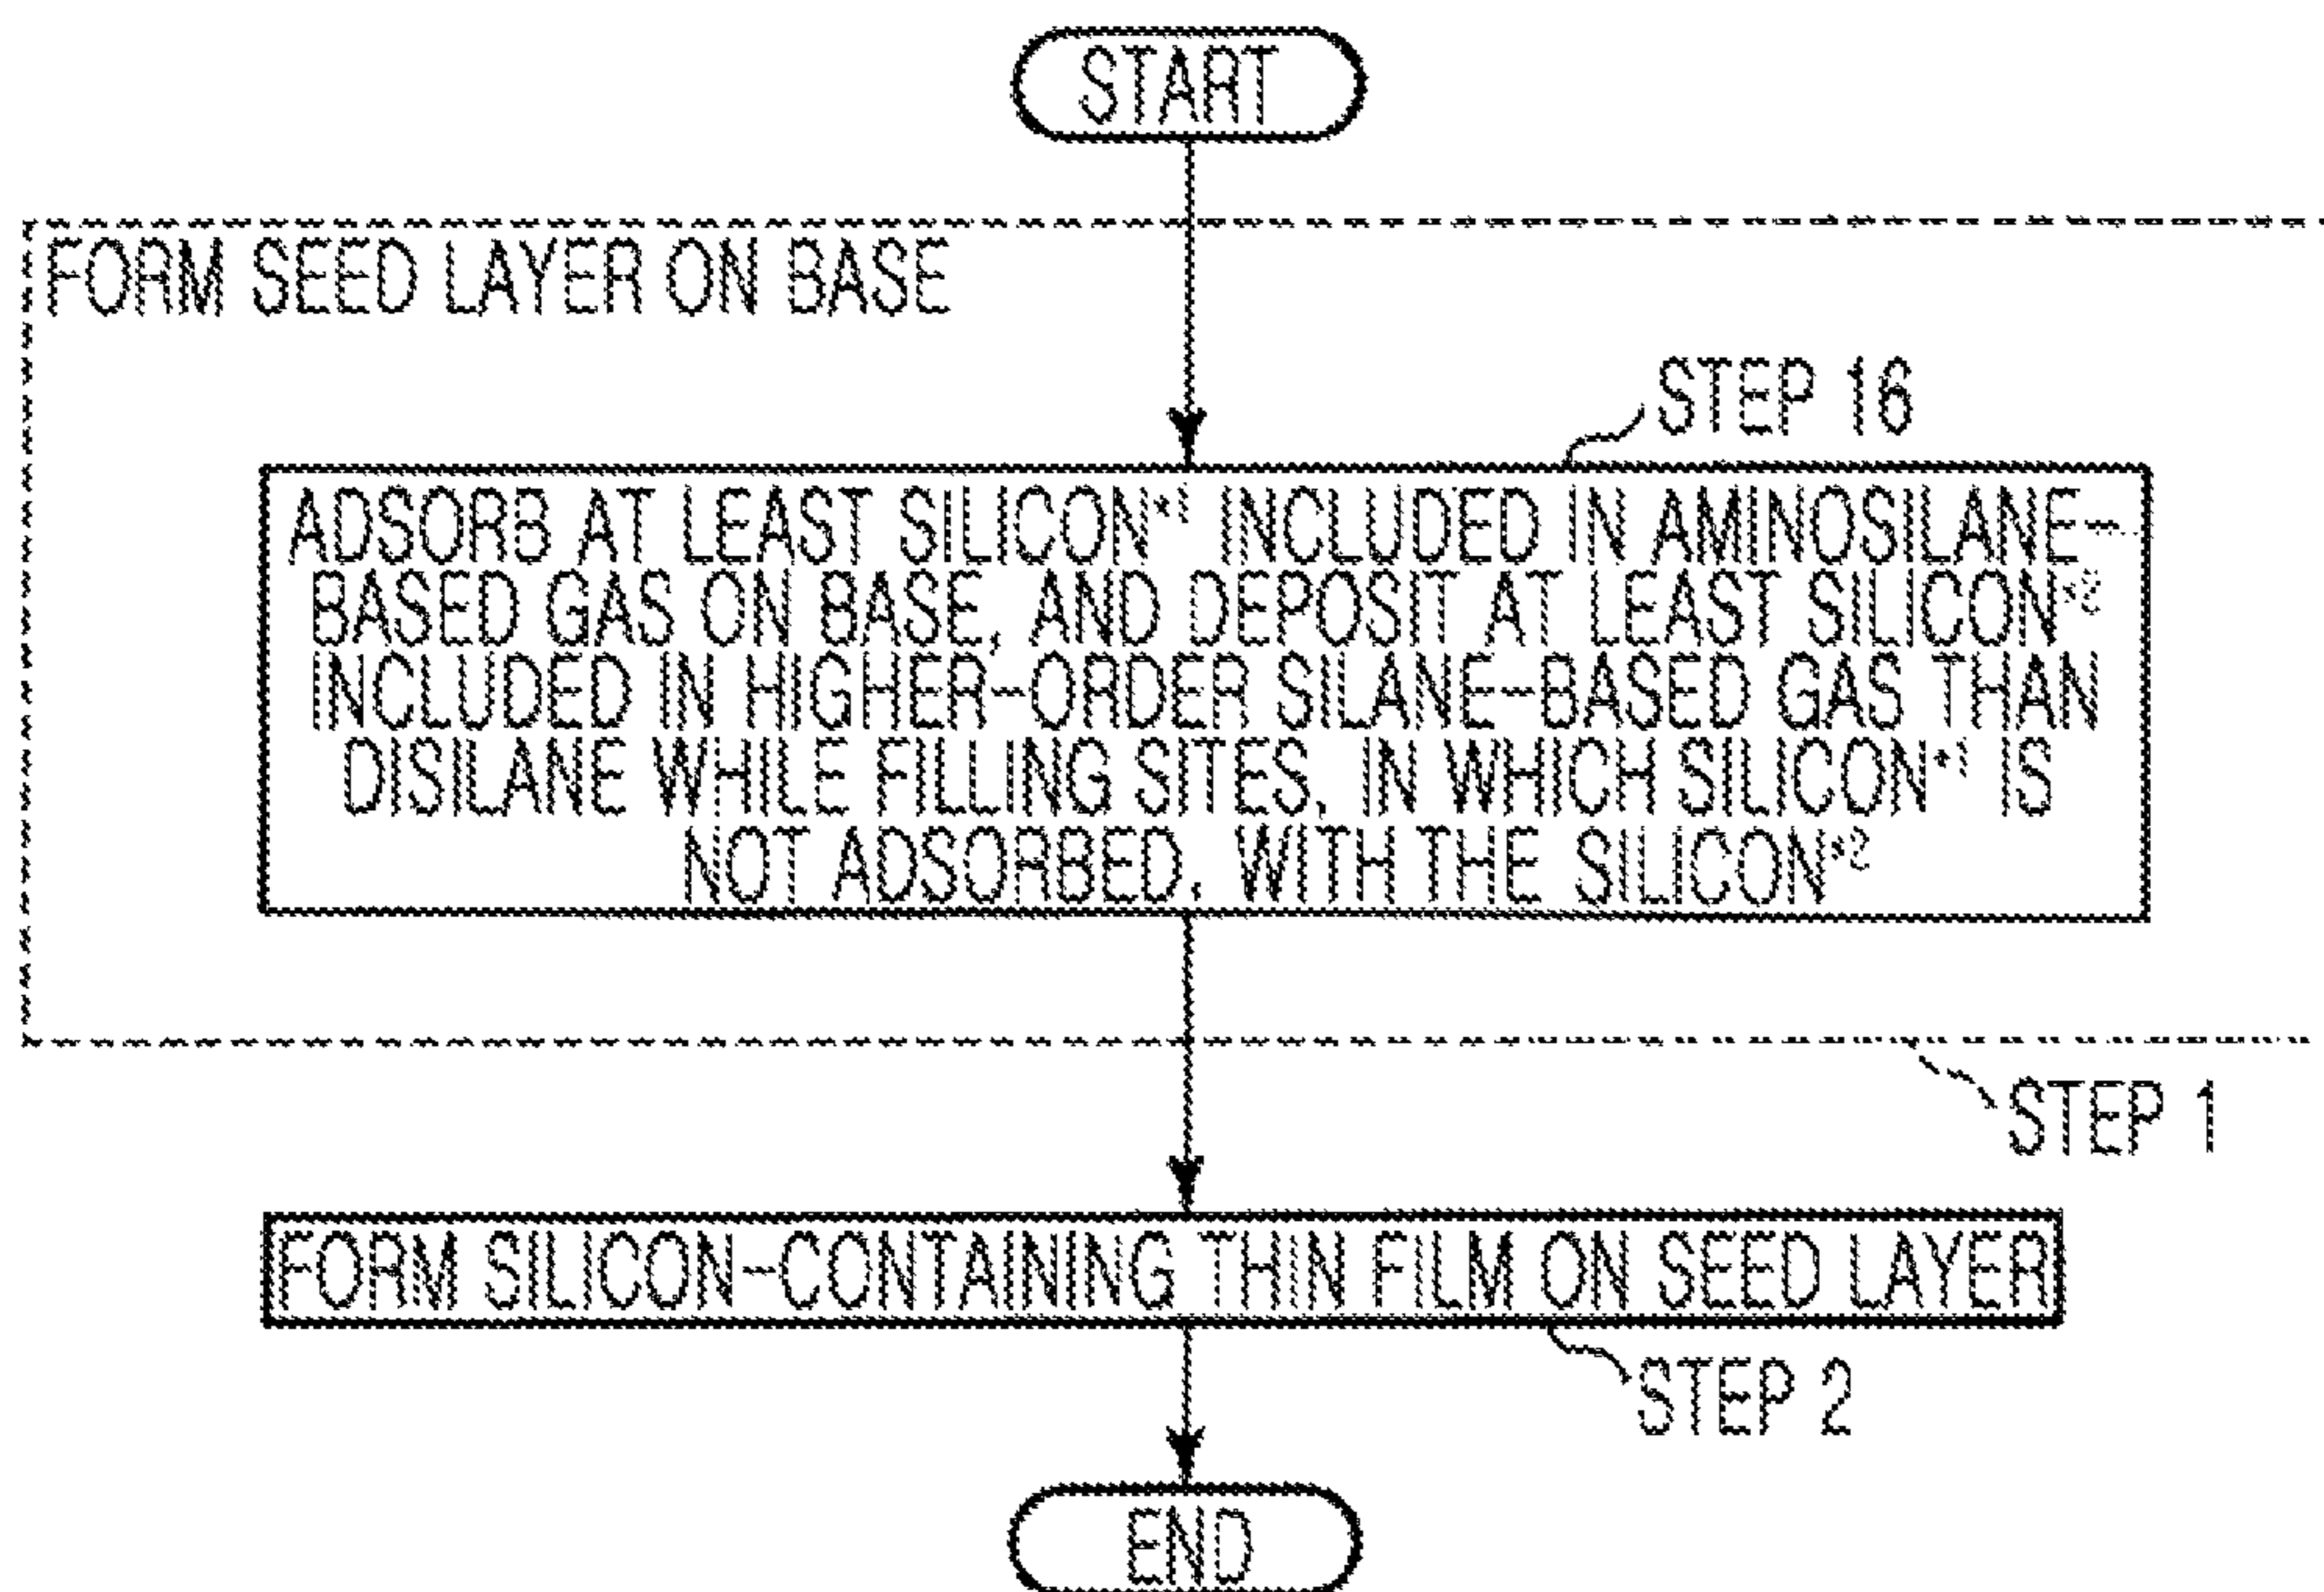 START
FORM SEED LAYER ON BASE
STEP 16
ADSORB AT LEAST SILICON*1 INCLUDED IN AMINOSILANE-
BASED GAS ON BASE, AND DEPOSIT AT LEAST SILICON*2
INCLUDED IN HIGHER-ORDER SILANE-BASED GAS THAN
DISILANE WHILE FILLING SITES, IN WHICH SILICON*1 IS
NOT ADSORBED, WITH THE SILICON*2
STEP 1
FORM SILICON-CONTAINING THIN FILM ON SEED LAYER
STEP 2
END